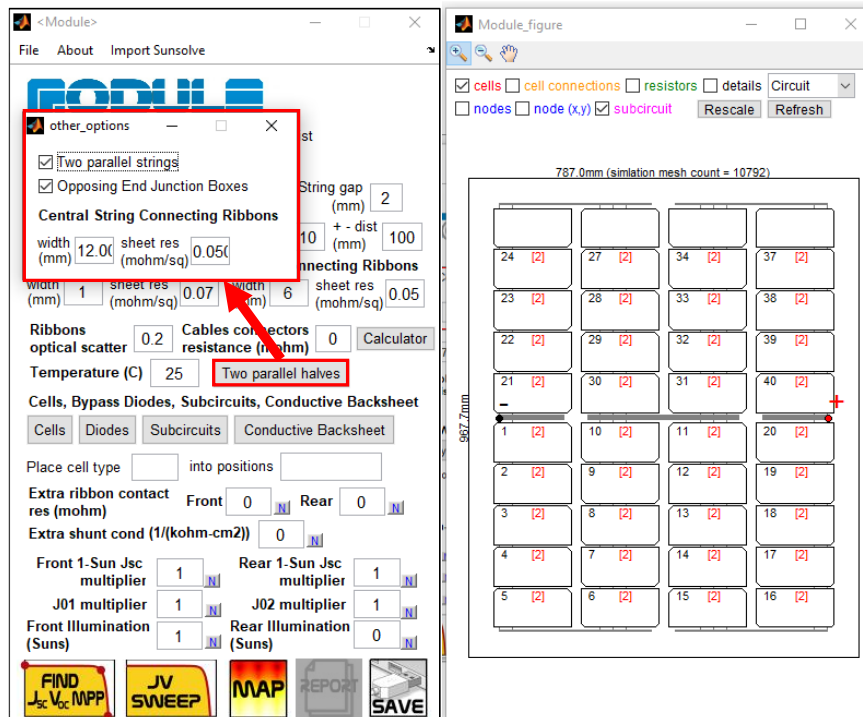 <Module>
File About Import Sunsolve
MODULE
other_options
st
Two parallel strings
Opposing End Junction Boxes
String gap
(mm) 2
Central String Connecting Ribbons
10 + - dist
(mm) 100
width
(mm) 12.0 sheet res
(mohm/sq) 0.05
nnecting Ribbons
width
(mm) 1 sheet res
(mohm/sq) 0.07 width
(mm) 6 sheet res
(mohm/sq) 0.05
Ribbons
optical scatter 0.2 Cables connectors
resistance (mohm) 0 Calculator
Temperature (C) 25 Two parallel halves
Cells, Bypass Diodes, Subcircuits, Conductive Backsheet
Cells Diodes Subcircuits Conductive Backsheet
Place cell type into positions
Extra ribbon contact
res (mohm) Front 0 N Rear 0 N
Extra shunt cond (1/(kohm-cm2)) 0 N
Front 1-Sun Jsc
multiplier 1 N Rear 1-Sun Jsc
multiplier 1 N
J01 multiplier 1 N J02 multiplier 1 N
Front Illumination
(Suns) 1 N Rear Illumination
(Suns) 0 N
FIND
Jsc Voc MPP
JV
SWEEP
MAP
REPORT
SAVE
Module_figure
cells cell connections resistors details Circuit
nodes node (x,y) subcircuit Rescale Refresh
787.0mm (simlation mesh count = 10792)
967.7mm
24 [2] 27 [2] 34 [2] 37 [2]
23 [2] 28 [2] 33 [2] 38 [2]
22 [2] 29 [2] 32 [2] 39 [2]
21 [2] 30 [2] 31 [2] 40 [2]
- +
1 [2] 10 [2] 11 [2] 20 [2]
2 [2] 9 [2] 12 [2] 19 [2]
3 [2] 8 [2] 13 [2] 18 [2]
4 [2] 7 [2] 14 [2] 17 [2]
5 [2] 6 [2] 15 [2] 16 [2]